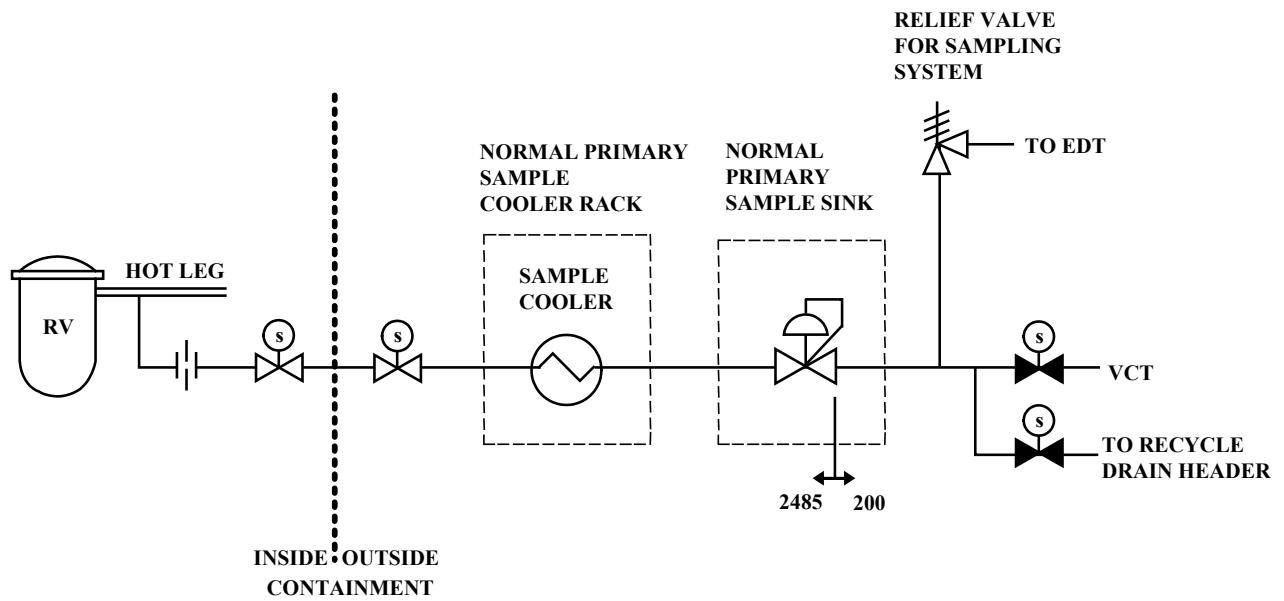 RELIEF VALVE
FOR SAMPLING
SYSTEM
TO EDT
NORMAL PRIMARY
SAMPLE
COOLER RACK
NORMAL
PRIMARY
SAMPLE SINK
HOT LEG
SAMPLE
COOLER
RV
s
s
s
VCT
s
TO RECYCLE
DRAIN HEADER
2485
200
INSIDE
OUTSIDE
CONTAINMENT